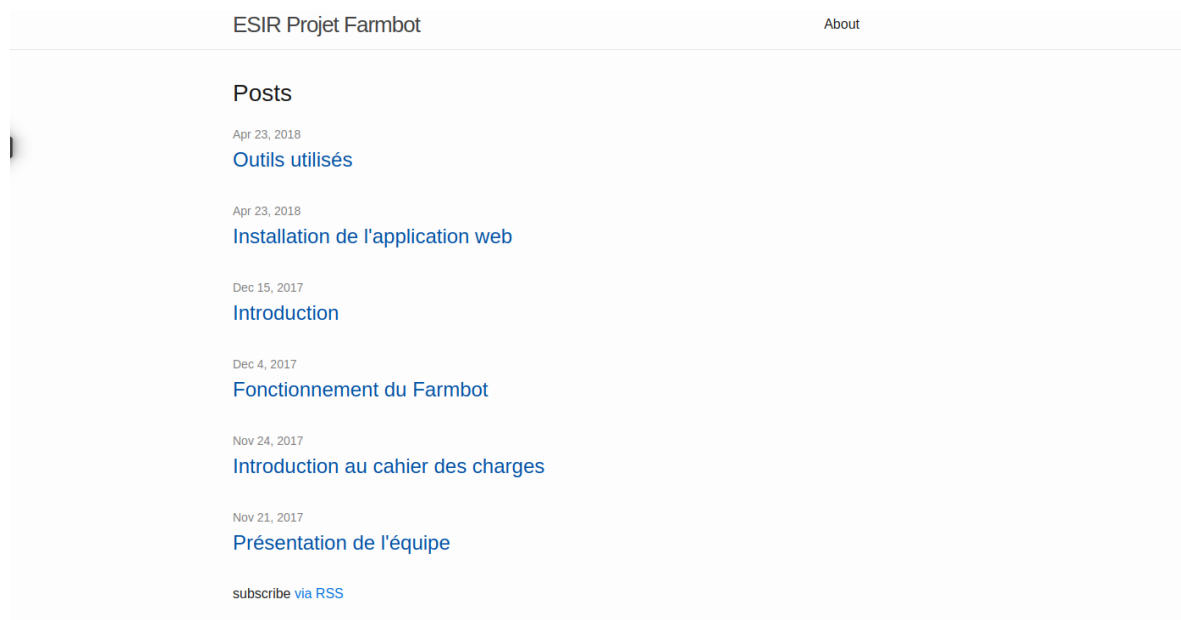 ESIR Projet Farmbot
About
Posts
Apr 23, 2018
Outils utilisés
Apr 23, 2018
Installation de l'application web
Dec 15, 2017
Introduction
Dec 4, 2017
Fonctionnement du Farmbot
Nov 24, 2017
Introduction au cahier des charges
Nov 21, 2017
Présentation de l'équipe
subscribe via RSS